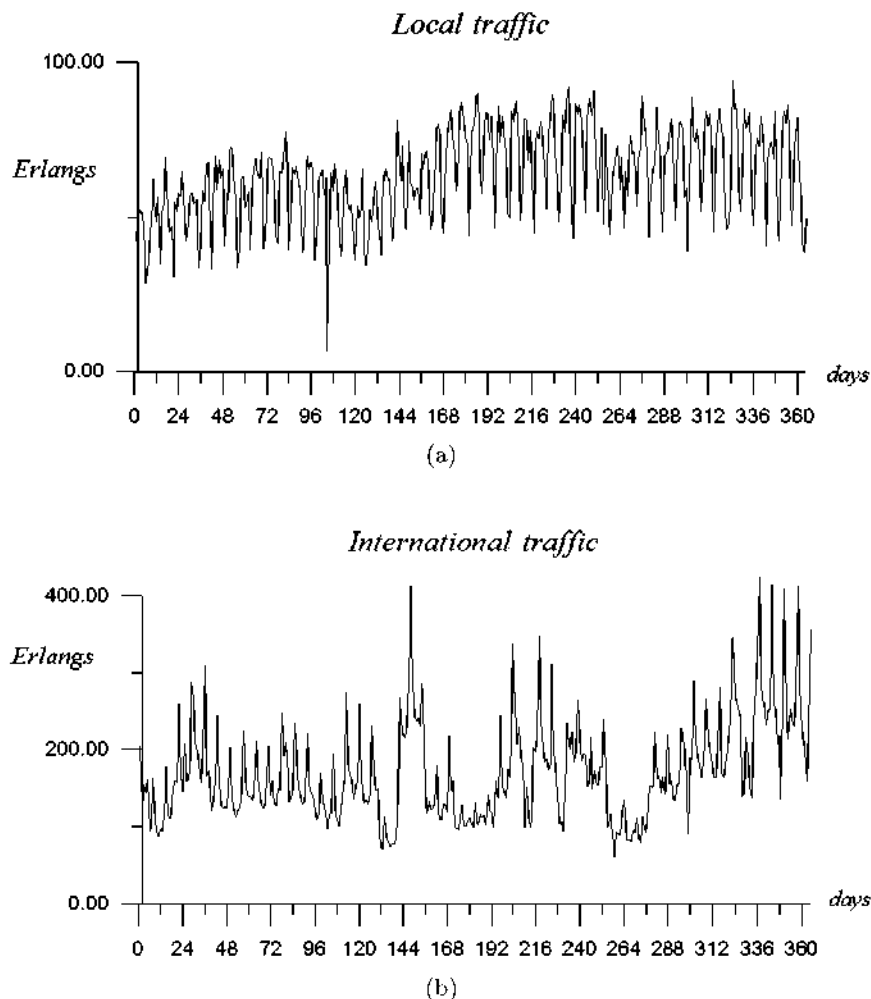 Local traffic
100.00
Erlangs
0.00
days
0 24 48 72 96 120 144 168 192 216 240 264 288 312 336 360
(a)
International traffic
400.00
Erlangs
200.00
0.00
days
0 24 48 72 96 120 144 168 192 216 240 264 288 312 336 360
(b)